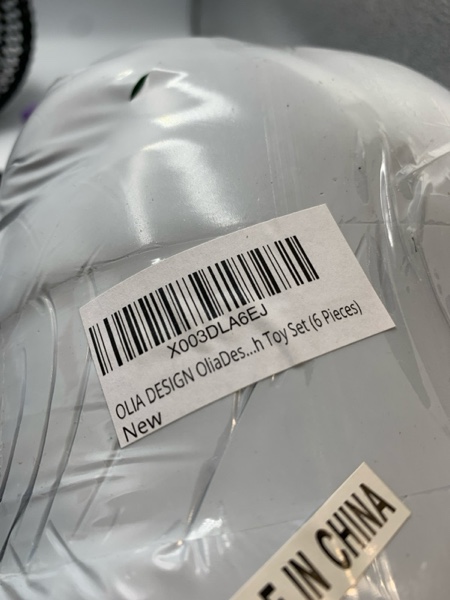 X003DLA6EJ
OLIA DESIGN OliaDes...h Toy Set (6 Pieces)
New
IN CHINA